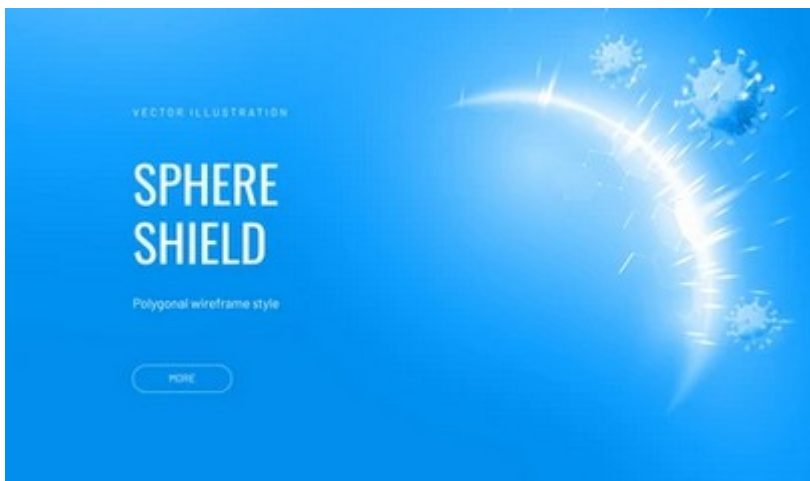 VECTOR ILLUSTRATION
SPHERE
SHIELD
Polygonal wireframe style
MORE